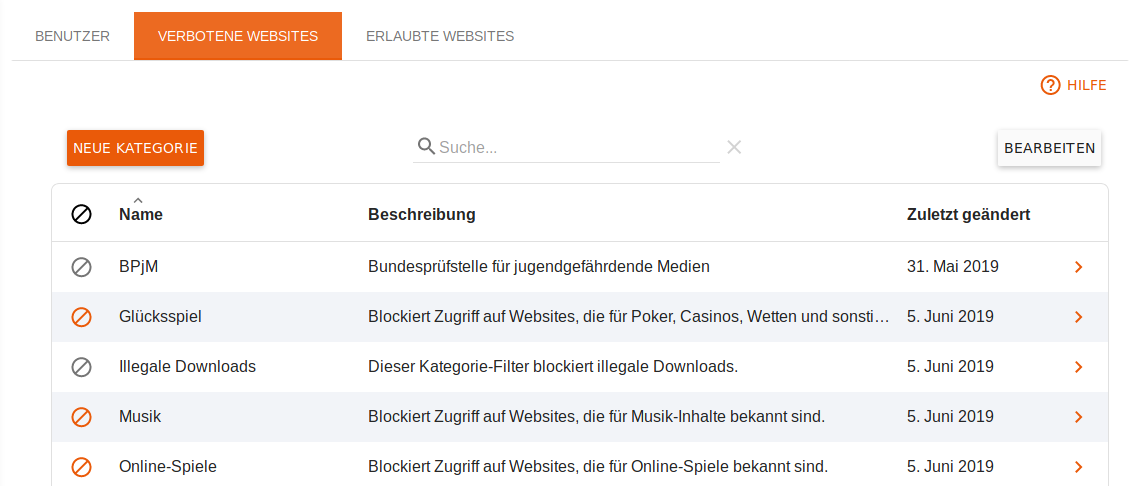 BENUTZER VERBOTENE WEBSITES ERLAUBTE WEBSITES
HILFE
NEUE KATEGORIE Suche... BEARBEITEN
Name Beschreibung Zuletzt geändert
BPjM Bundesprüfstelle für jugendgefährdende Medien 31. Mai 2019
Glücksspiel Blockiert Zugriff auf Websites, die für Poker, Casinos, Wetten und sonsti… 5. Juni 2019
Illegale Downloads Dieser Kategorie-Filter blockiert illegale Downloads. 5. Juni 2019
Musik Blockiert Zugriff auf Websites, die für Musik-Inhalte bekannt sind. 5. Juni 2019
Online-Spiele Blockiert Zugriff auf Websites, die für Online-Spiele bekannt sind. 5. Juni 2019